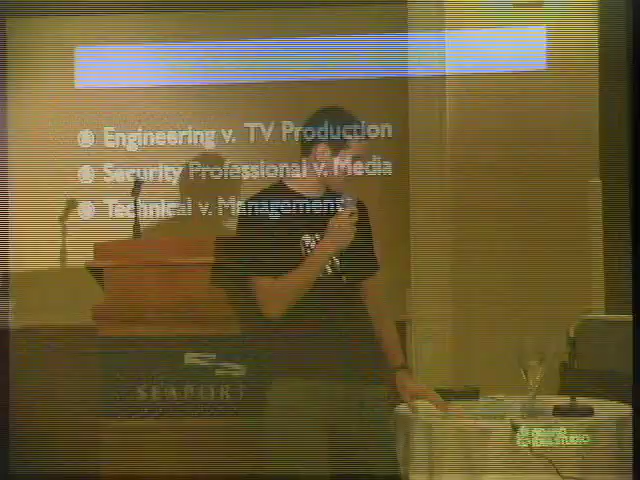 Engineering v. TV Production
Security Professional v. Media
Technical v. Management
SEAPORT